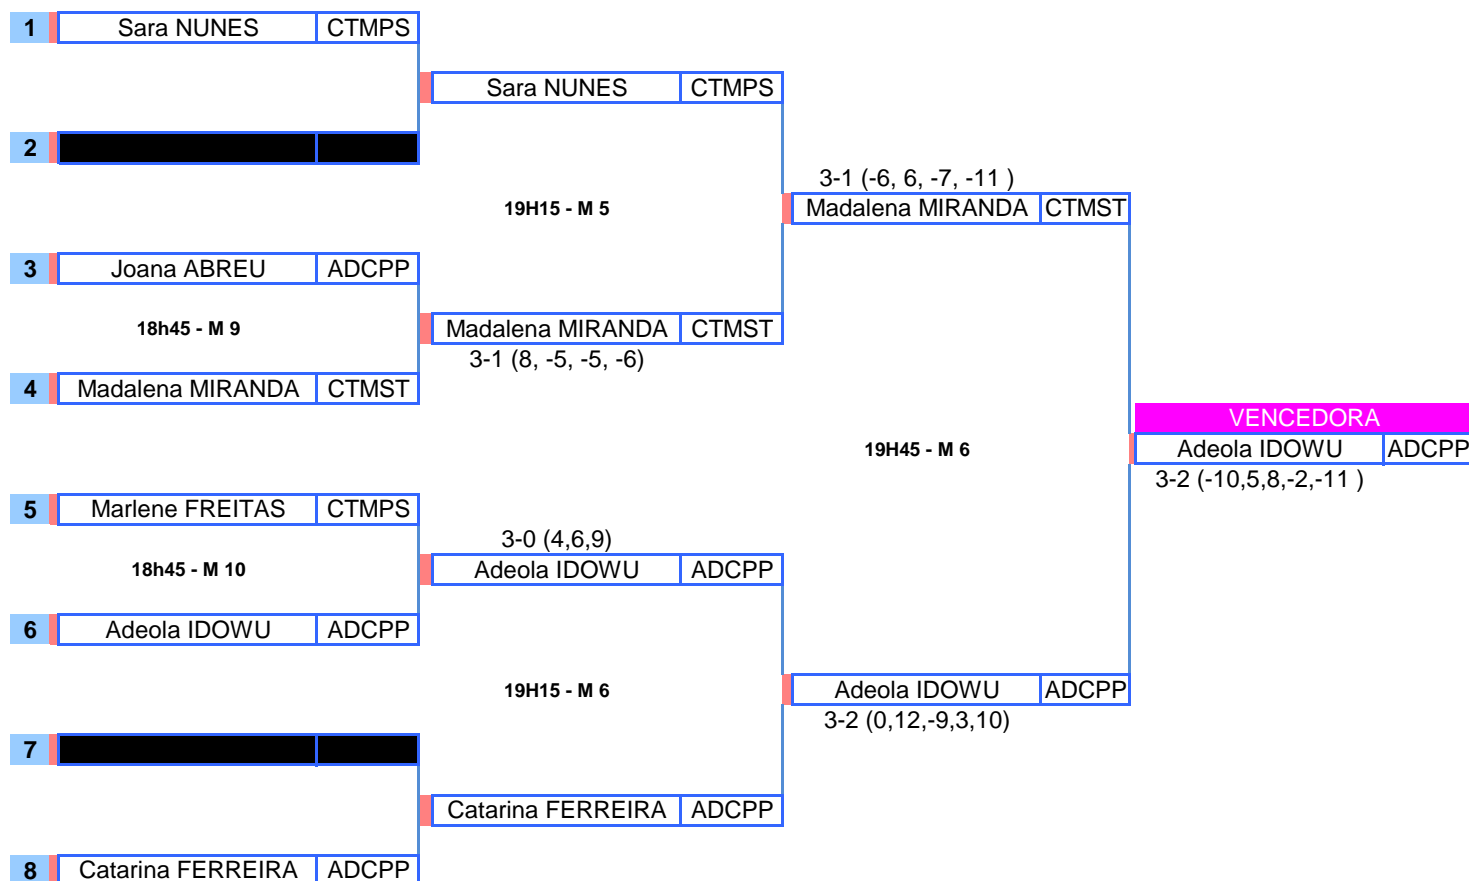 1 Sara NUNES CTMPS
Sara NUNES CTMPS
2
3-1 (-6, 6, -7, -11 )
19H15 - M 5
Madalena MIRANDA CTMST
3 Joana ABREU ADCPP
18h45 - M 9
Madalena MIRANDA CTMST
3-1 (8, -5, -5, -6)
4 Madalena MIRANDA CTMST
VENCEDORA
19H45 - M 6
Adeola IDOWU ADCPP
3-2 (-10,5,8,-2,-11 )
5 Marlene FREITAS CTMPS
3-0 (4,6,9)
18h45 - M 10
Adeola IDOWU ADCPP
6 Adeola IDOWU ADCPP
19H15 - M 6
Adeola IDOWU ADCPP
3-2 (0,12,-9,3,10)
7
Catarina FERREIRA ADCPP
8 Catarina FERREIRA ADCPP